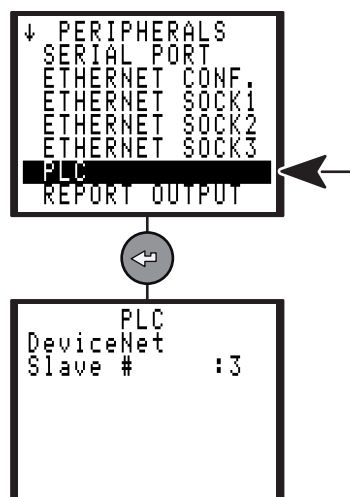 ↓ PERIPHERALS
SERIAL PORT
ETHERNET CONF.
ETHERNET SOCK1
ETHERNET SOCK2
ETHERNET SOCK3
PLC
REPORT OUTPUT
PLC
DeviceNet
Slave # :3